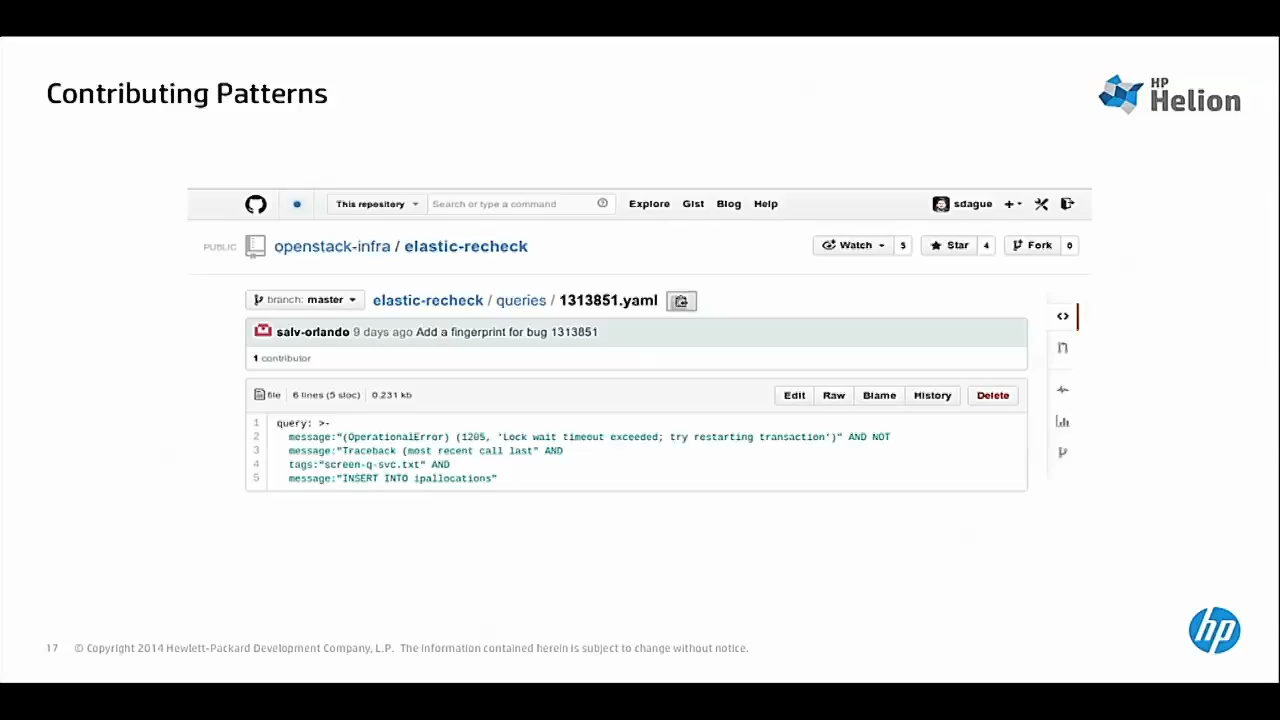 Contributing Patterns
HP
Helion
This repository Search or type a command Explore Gist Blog Help sdague
PUBLIC openstack-infra / elastic-recheck Watch 5 Star 4 Fork 0
branch: master elastic-recheck / queries / 1313851.yaml
salv-orlando 9 days ago Add a fingerprint for bug 1313851
1 contributor
file 6 lines (5 sloc) 0.231 kb Edit Raw Blame History Delete
1 query: >-
2 message:"(OperationalError) (1205, 'Lock wait timeout exceeded; try restarting transaction')" AND NOT
3 message:"Traceback (most recent call last" AND
4 tags:"screen-q-svc.txt" AND
5 message:"INSERT INTO ipallocations"
hp
17 © Copyright 2014 Hewlett-Packard Development Company, L.P. The information contained herein is subject to change without notice.